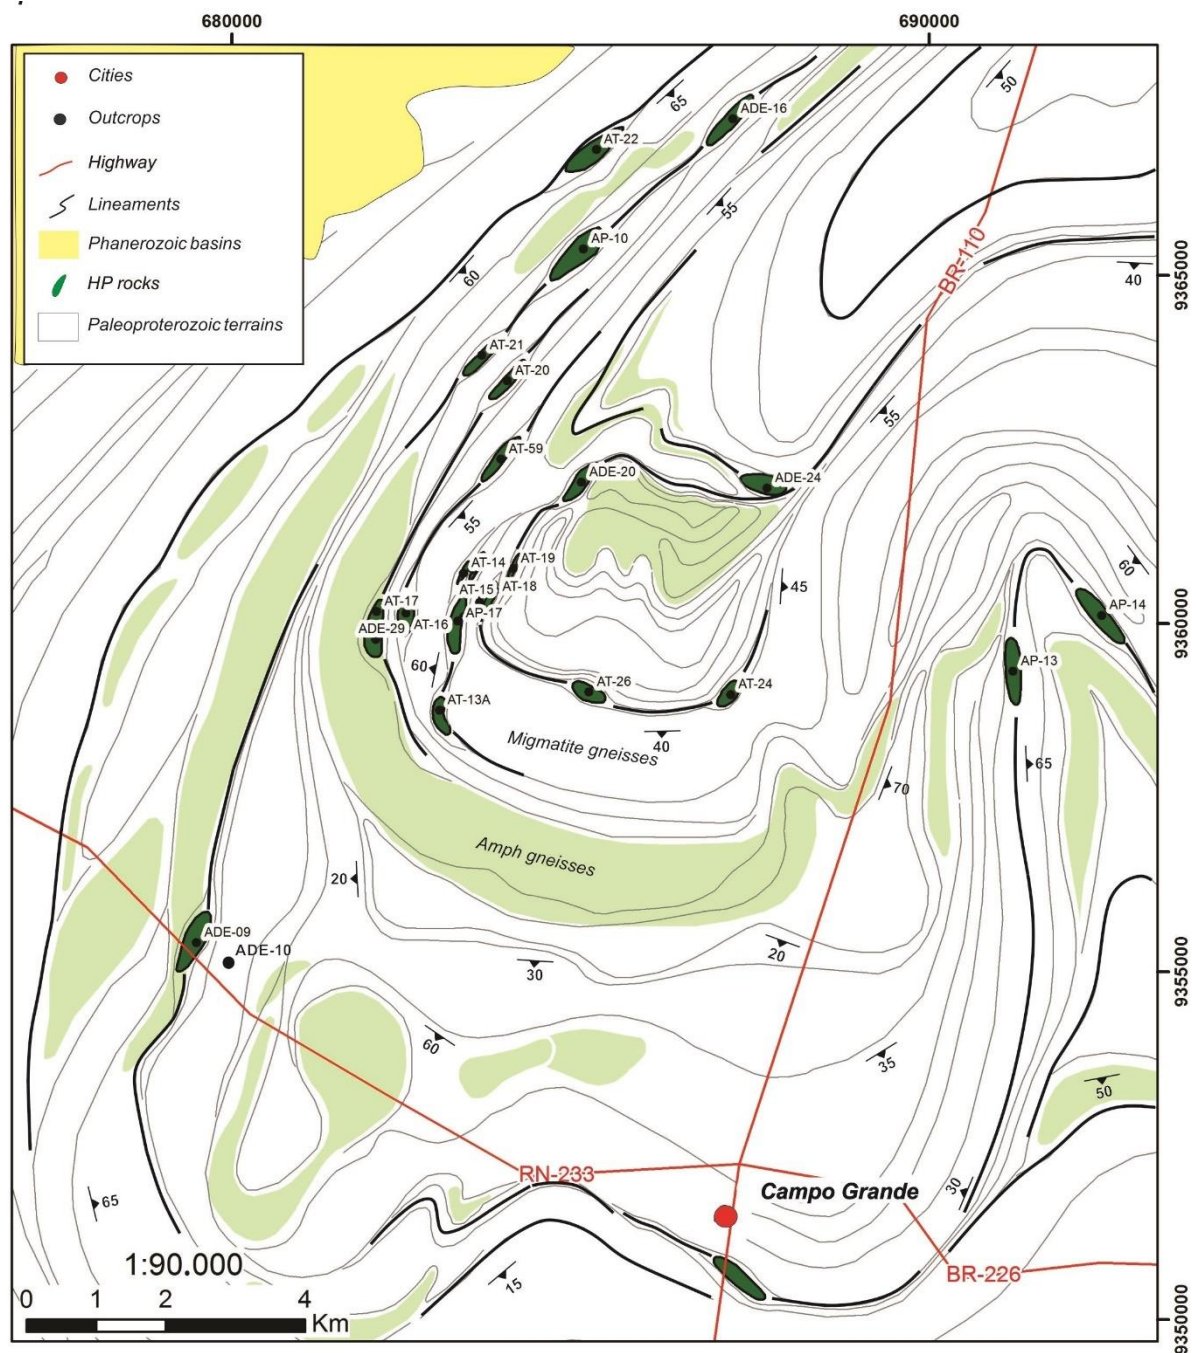 680000
690000
Cities
Outcrops
Highway
Lineaments
Phanerozoic basins
HP rocks
Paleoproterozoic terrains
65
ADE-16
50
AT-22
55
AP-10
60
BR-110
40
9365000
AT-21
AT-20
55
AT-59
ADE-20
ADE-24
55
AT-14
AT-19
45
60
AT-15
AT-18
AT-17
AP-17
AT-16
ADE-29
AP-14
9360000
60
AP-13
AT-13A
AT-26
AT-24
Migmatite gneisses
40
65
70
Amph gneisses
20
ADE-09
ADE-10
20
30
9355000
60
35
50
RN-233
Campo Grande
30
65
1:90.000
15
BR-226
0 1 2 4
Km
9350000